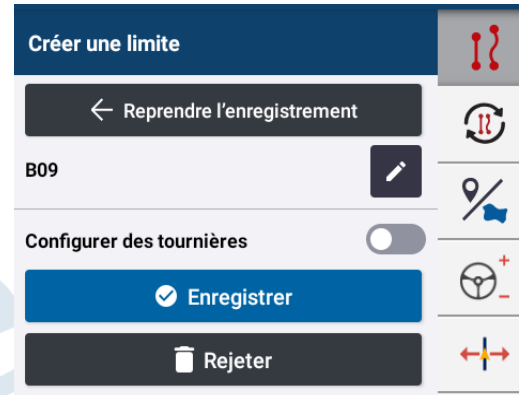 Créer une limite
Reprendre l'enregistrement
B09
Configurer des tournières
Enregistrer
Rejeter